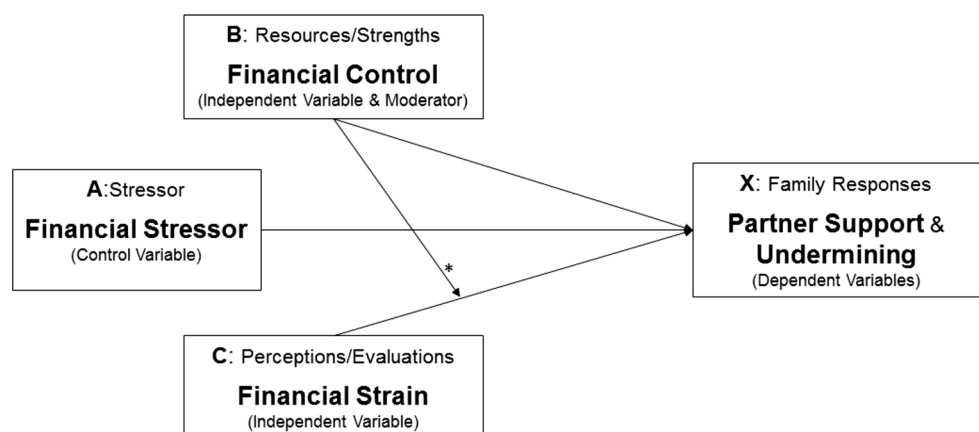 B: Resources/Strengths
Financial Control
(Independent Variable & Moderator)
A:Stressor
Financial Stressor
(Control Variable)
X: Family Responses
Partner Support &
Undermining
(Dependent Variables)
*
C: Perceptions/Evaluations
Financial Strain
(Independent Variable)